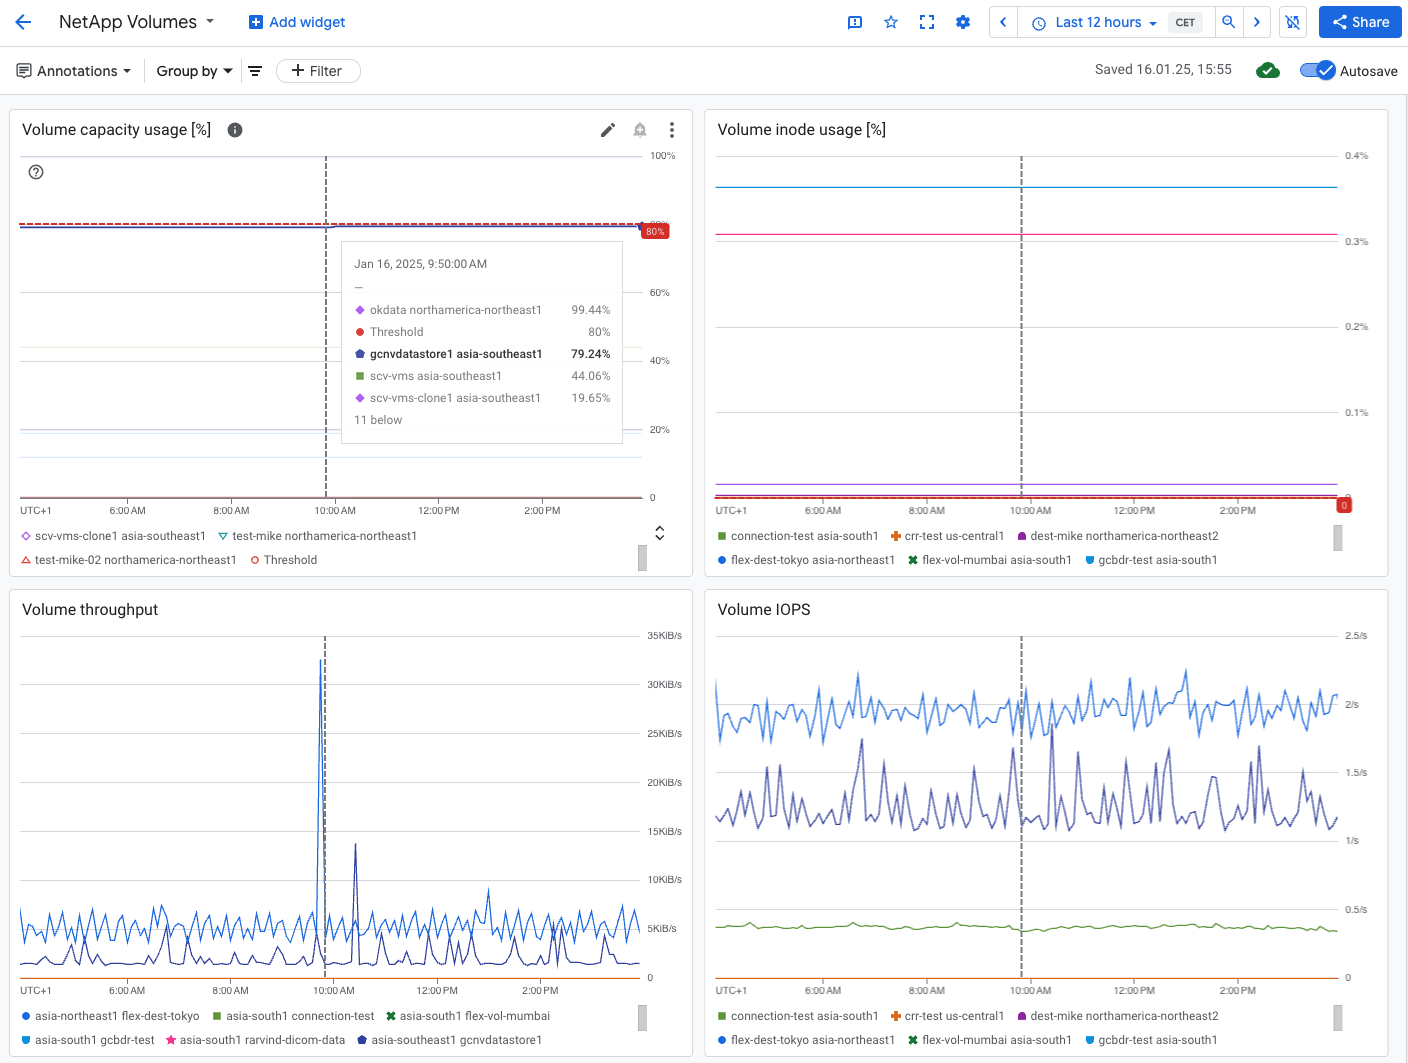 NetApp Volumes
Add widget
Last 12 hours
CET
Share
Annotations
Group by
Filter
Saved 16.01.25, 15:55
Autosave
Volume capacity usage [%]
100%
80%
60%
40%
20%
0
Jan 16, 2025, 9:50:00 AM
—
okdata northamerica-northeast1 99.44%
Threshold 80%
gcnvdatastore1 asia-southeast1 79.24%
scv-vms asia-southeast1 44.06%
scv-vms-clone1 asia-southeast1 19.65%
11 below
UTC+1 6:00 AM 8:00 AM 10:00 AM 12:00 PM 2:00 PM
scv-vms-clone1 asia-southeast1 test-mike northamerica-northeast1
test-mike-02 northamerica-northeast1 Threshold
Volume inode usage [%]
0.4%
0.3%
0.2%
0.1%
0
0
UTC+1 6:00 AM 8:00 AM 10:00 AM 12:00 PM 2:00 PM
connection-test asia-south1 crr-test us-central1 dest-mike northamerica-northeast2
flex-dest-tokyo asia-northeast1 flex-vol-mumbai asia-south1 gcbdr-test asia-south1
Volume throughput
35KiB/s
30KiB/s
25KiB/s
20KiB/s
15KiB/s
10KiB/s
5KiB/s
0
UTC+1 6:00 AM 8:00 AM 10:00 AM 12:00 PM 2:00 PM
asia-northeast1 flex-dest-tokyo asia-south1 connection-test asia-south1 flex-vol-mumbai
asia-south1 gcbdr-test asia-south1 rarvind-dicom-data asia-southeast1 gcnvdatastore1
Volume IOPS
2.5/s
2/s
1.5/s
1/s
0.5/s
0
UTC+1 6:00 AM 8:00 AM 10:00 AM 12:00 PM 2:00 PM
connection-test asia-south1 crr-test us-central1 dest-mike northamerica-northeast2
flex-dest-tokyo asia-northeast1 flex-vol-mumbai asia-south1 gcbdr-test asia-south1